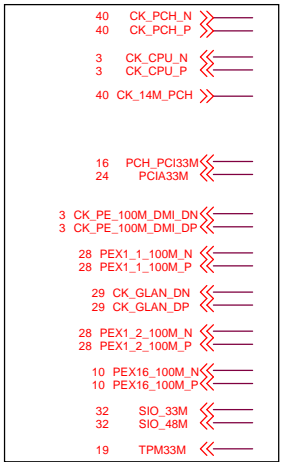 40 CK_PCH_N
40 CK_PCH_P
3 CK_CPU_N
3 CK_CPU_P
40 CK_14M_PCH
16 PCH_PCI33M
24 PCIA33M
3 CK_PE_100M_DMI_DN
3 CK_PE_100M_DMI_DP
28 PEX1_1_100M_N
28 PEX1_1_100M_P
29 CK_GLAN_DN
29 CK_GLAN_DP
28 PEX1_2_100M_N
28 PEX1_2_100M_P
10 PEX16_100M_N
10 PEX16_100M_P
32 SIO_33M
32 SIO_48M
19 TPM33M